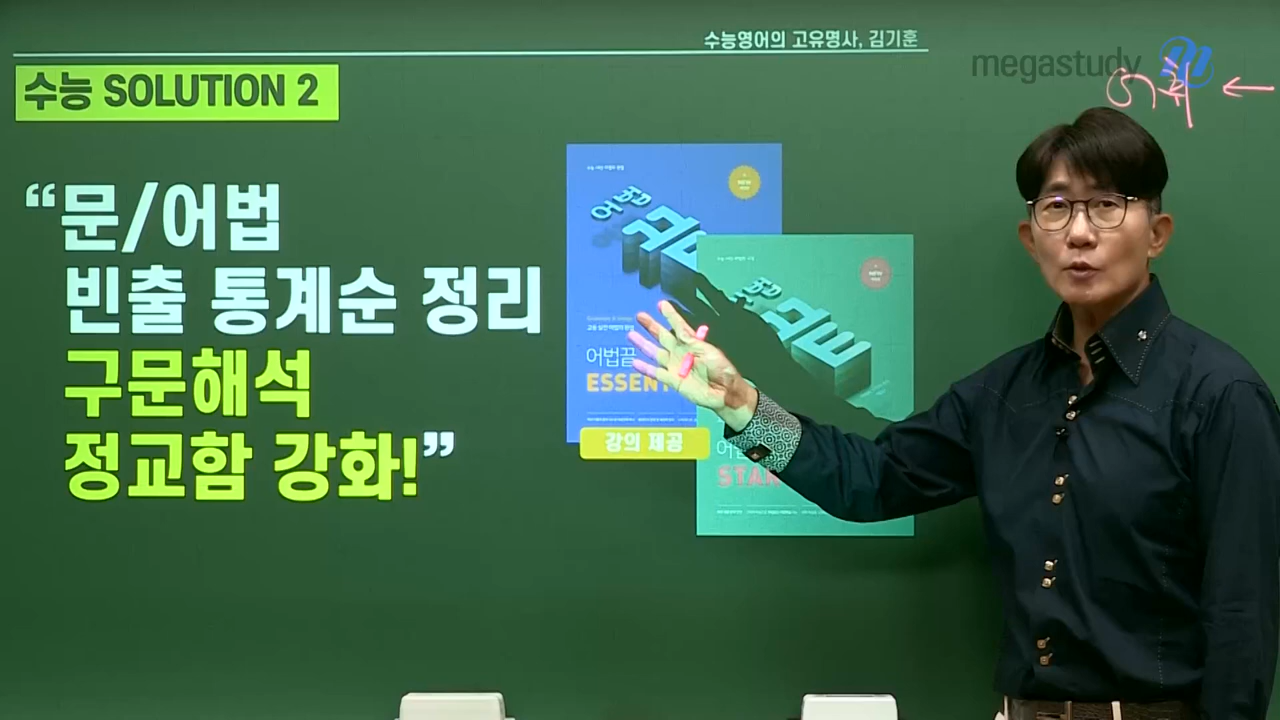 수능영어의 고유명사, 김기훈
megastudy
어휘 ←
수능 SOLUTION 2
“문/어법
빈출 통계순 정리
구문해석
정교함 강화!”
어법끝
ESSEN
강의 제공
STAR